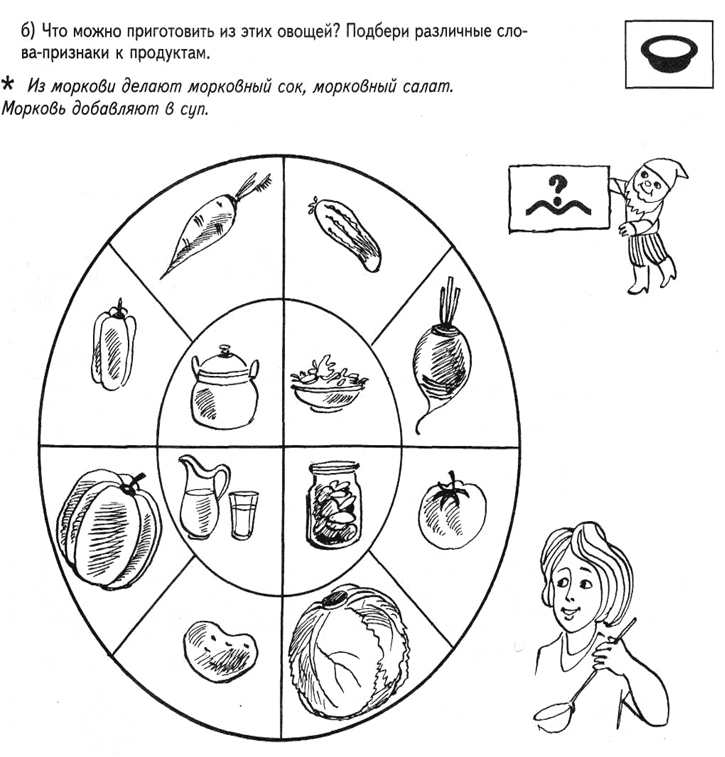 б) Что можно приготовить из этих овощей? Подбери различные сло-
ва-признаки к продуктам.
* Из моркови делают морковный сок, морковный салат.
Морковь добавляют в суп.
?